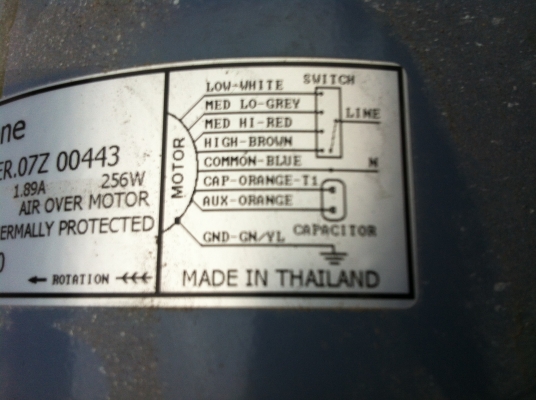 ne
ER.07Z 00443
1.89A 256W
AIR OVER MOTOR
ERMALLY PROTECTED
0
ROTATION
MOTOR
LOW-WHITE
MED LO-GREY
MED HI-RED
HIGH-BROWN
COMMON-BLUE
CAP-ORANGE-T1
AUX-ORANGE
GND-GN/YL
SWITCH
LINE
N
CAPACITOR
MADE IN THAILAND